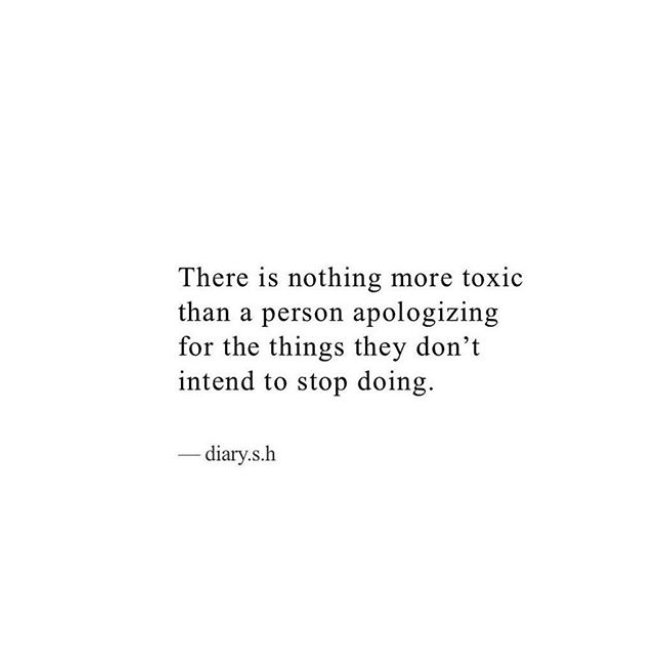 There is nothing more toxic
than a person apologizing
for the things they don’t
intend to stop doing.
— diary.s.h